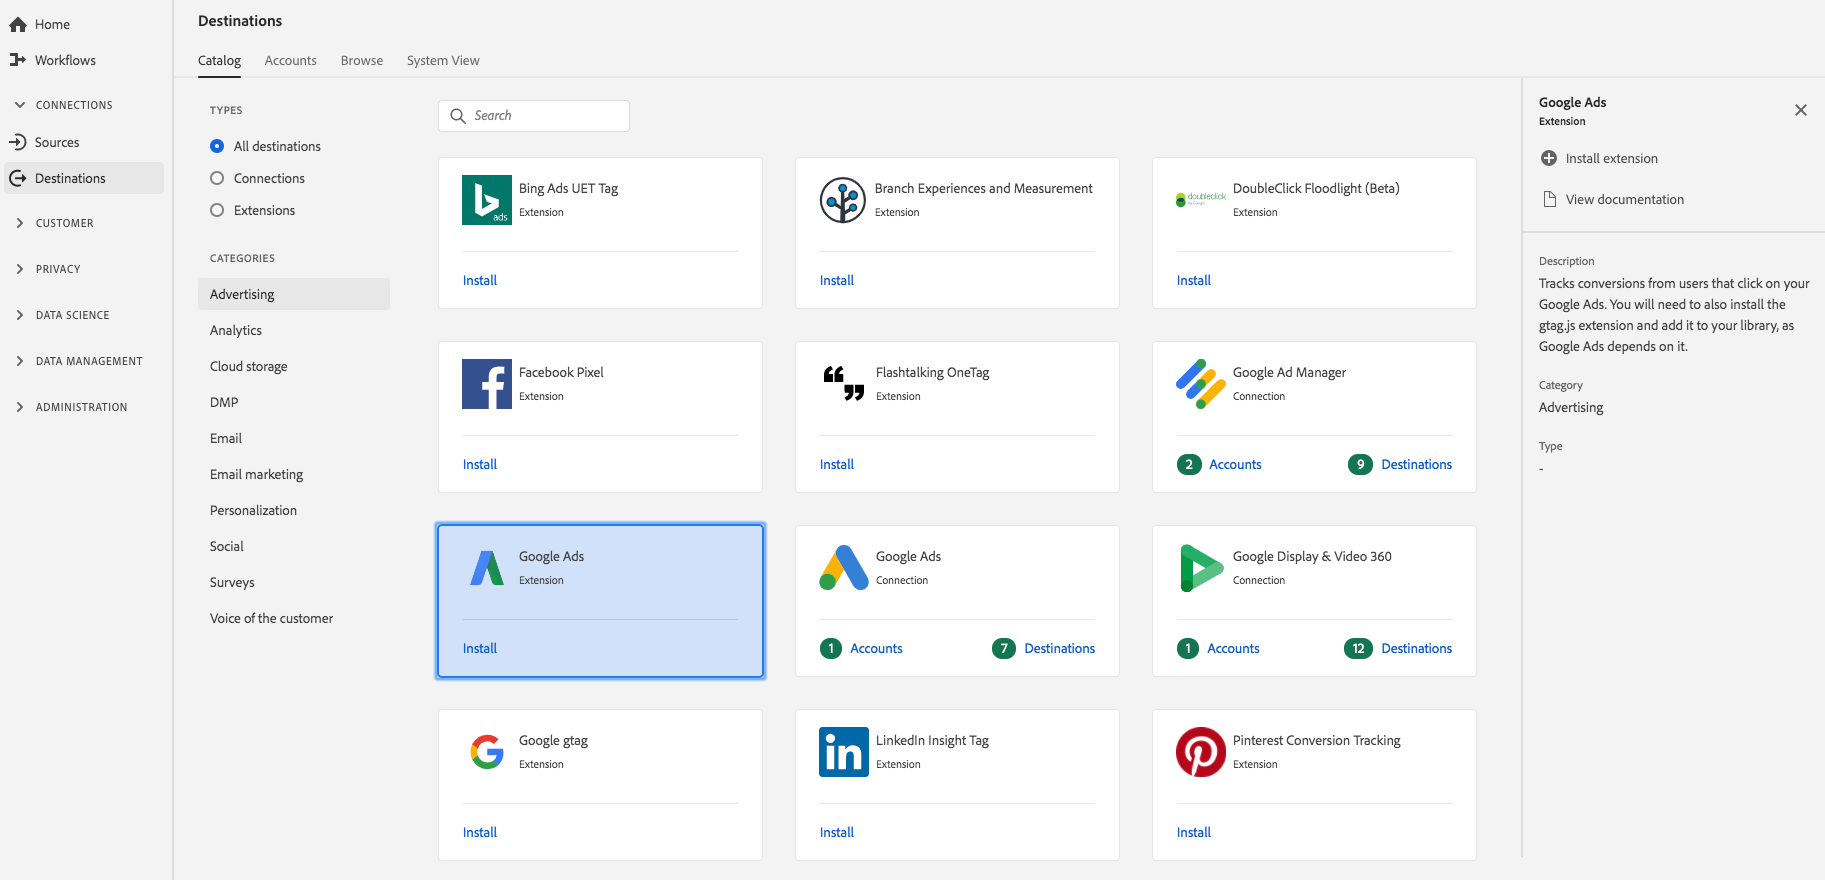 Home
Workflows
CONNECTIONS
Sources
Destinations
CUSTOMER
PRIVACY
DATA SCIENCE
DATA MANAGEMENT
ADMINISTRATION
Destinations
Catalog Accounts Browse System View
TYPES
All destinations
Connections
Extensions
CATEGORIES
Advertising
Analytics
Cloud storage
DMP
Email
Email marketing
Personalization
Social
Surveys
Voice of the customer
Search
ads
Bing Ads UET Tag
Extension
Install
Branch Experiences and Measurement
Extension
Install
doubleclick
DoubleClick Floodlight (Beta)
Extension
Install
Facebook Pixel
Extension
Install
Flashtalking OneTag
Extension
Install
Google Ad Manager
Connection
2 Accounts 9 Destinations
Google Ads
Extension
Install
Google Ads
Connection
1 Accounts 7 Destinations
Google Display & Video 360
Connection
1 Accounts 12 Destinations
Google gtag
Extension
Install
in
LinkedIn Insight Tag
Extension
Install
Pinterest Conversion Tracking
Extension
Install
Google Ads
Extension
Install extension
View documentation
Description
Tracks conversions from users that click on your
Google Ads. You will need to also install the
gtag.js extension and add it to your library, as
Google Ads depends on it.
Category
Advertising
Type
-